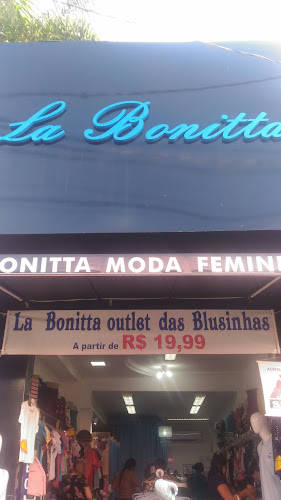 La Bonitta
ONITTA MODA FEMINI
La Bonitta outlet das Blusinhas
A partir de R$ 19,99